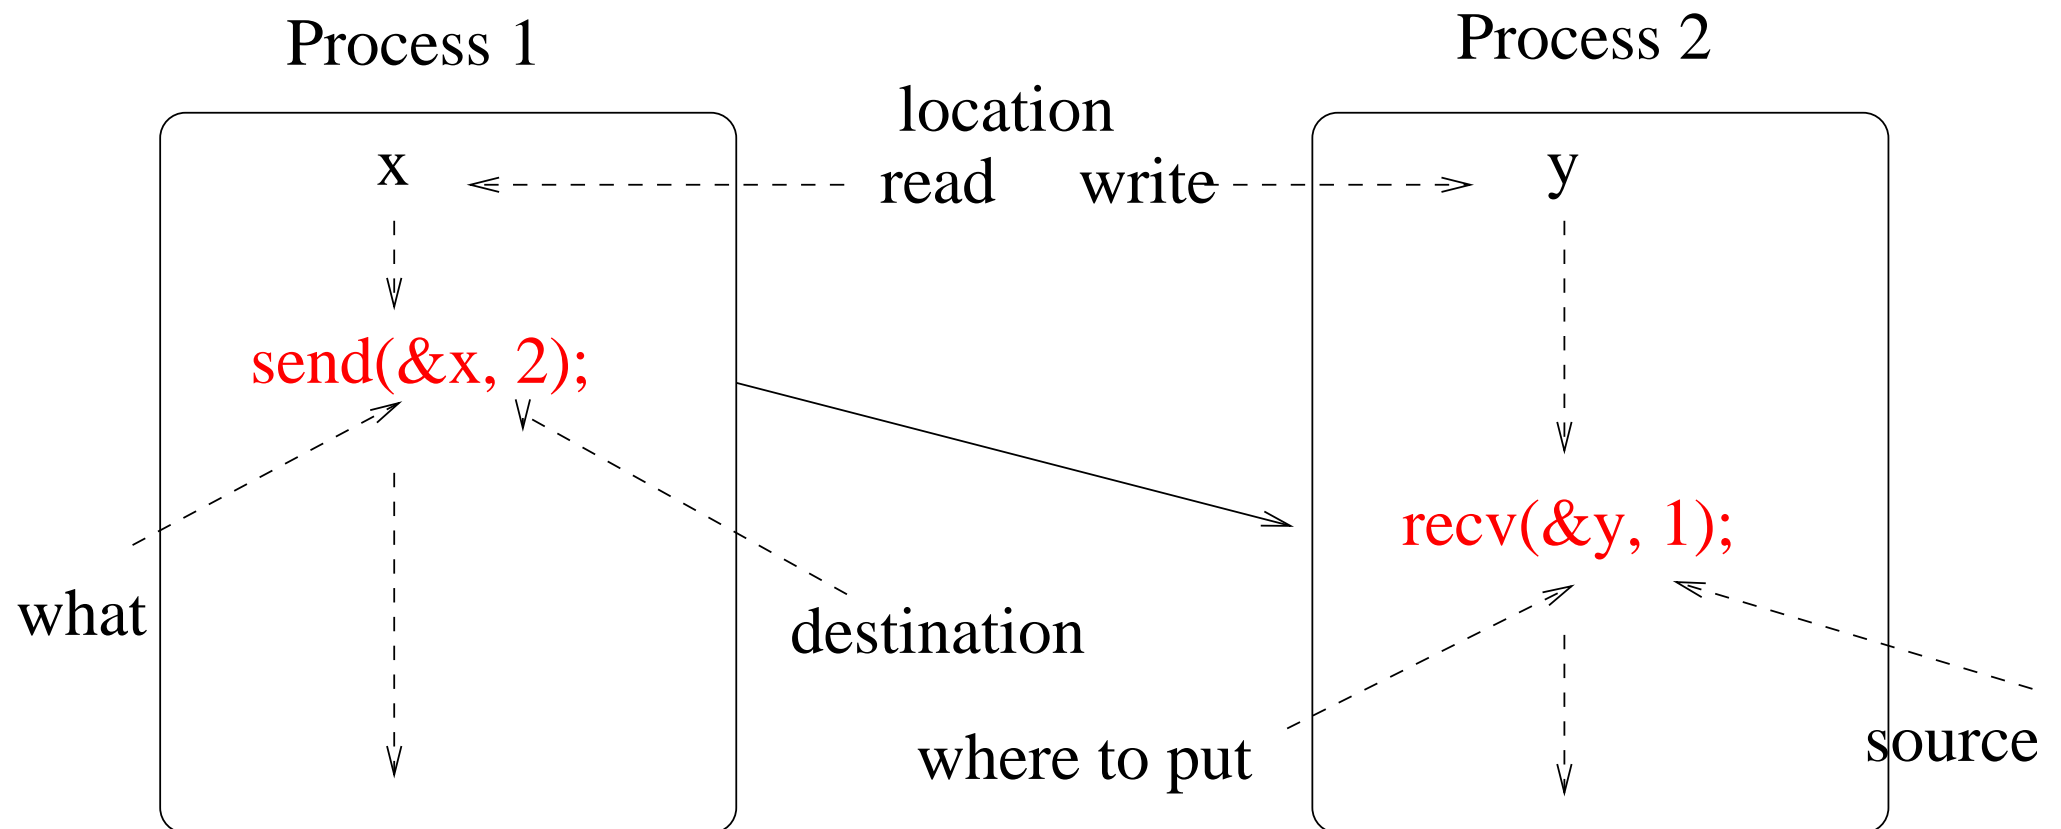 Process 1
Process 2
location
x
read
write
y
send(&x, 2);
recv(&y, 1);
what
destination
where to put
source